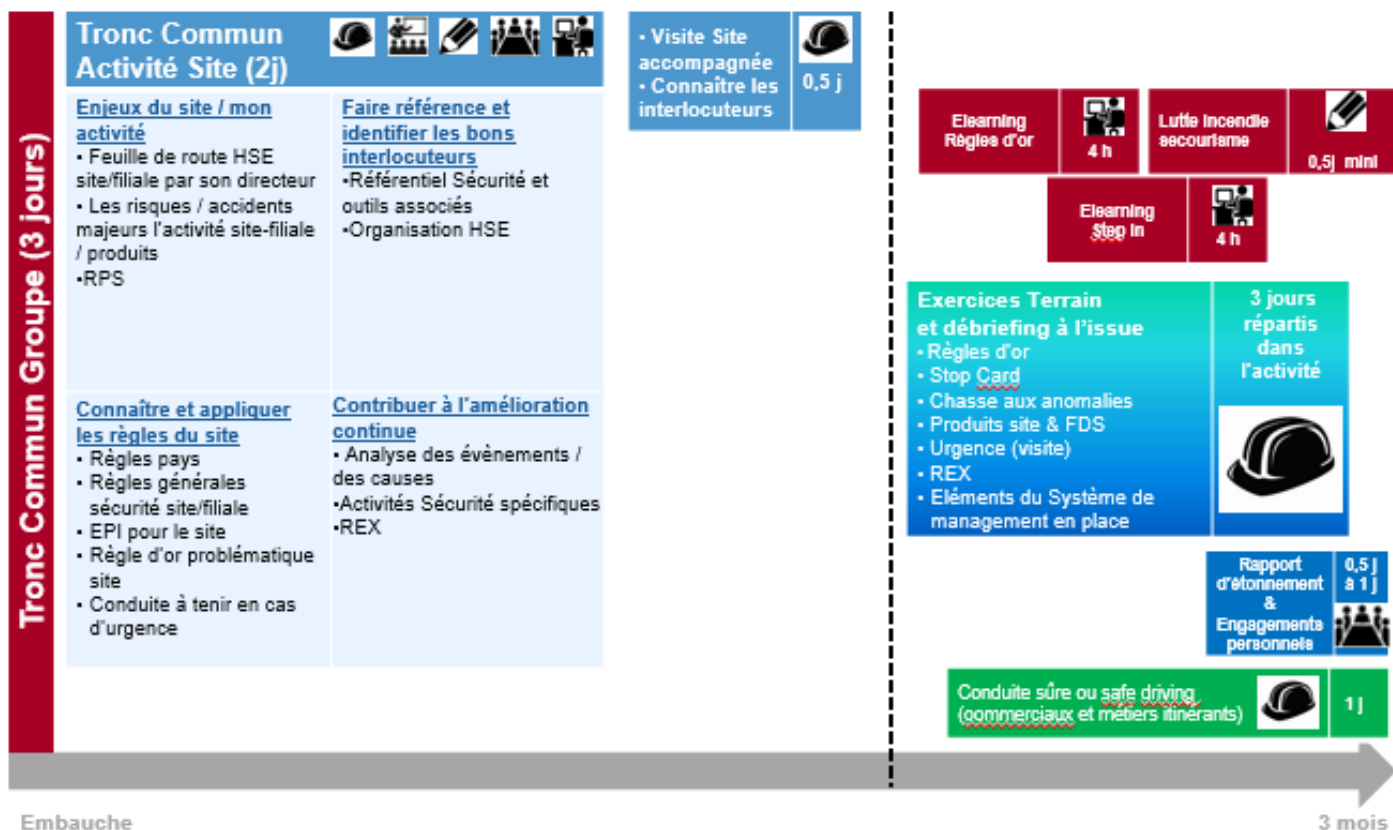 Tronc Commun Groupe (3 jours)
Tronc Commun
Activité Site (2j)
Enjeux du site / mon
activité
• Feuille de route HSE
site/filiale par son directeur
• Les risques / accidents
majeurs l'activité site-filiale
/ produits
•RPS
Faire référence et
identifier les bons
interlocuteurs
•Référentiel Sécurité et
outils associés
•Organisation HSE
Connaître et appliquer
les règles du site
• Règles pays
• Règles générales
sécurité site/filiale
• EPI pour le site
• Règle d'or problématique
site
• Conduite à tenir en cas
d'urgence
Contribuer à l'amélioration
continue
• Analyse des évènements /
des causes
•Activités Sécurité spécifiques
•REX
• Visite Site
accompagnée
• Connaître les
interlocuteurs
0,5 j
Elearning
Règles d'or
4 h
Lutte incendie
secourisme
0,5j mini
Elearning
Step in
4 h
Exercices Terrain
et débriefing à l'issue
• Règles d'or
• Stop Card
• Chasse aux anomalies
• Produits site & FDS
• Urgence (visite)
• REX
• Eléments du Système de
management en place
3 jours
répartis
dans
l'activité
Rapport
d'étonnement
&
Engagements
personnels
0,5 j
à 1 j
Conduite sûre ou safe driving
(commerciaux et métiers itinérants)
1 j
Embauche
3 mois